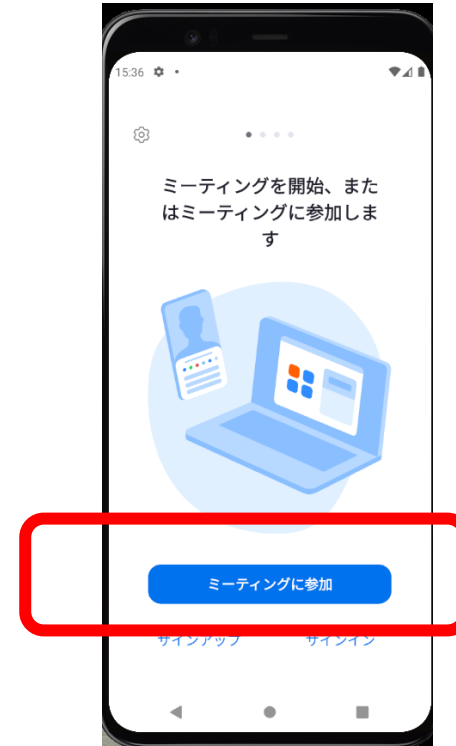 15:36
ミーティングを開始、また
はミーティングに参加しま
す
ミーティングに参加
サインアップ サインイン